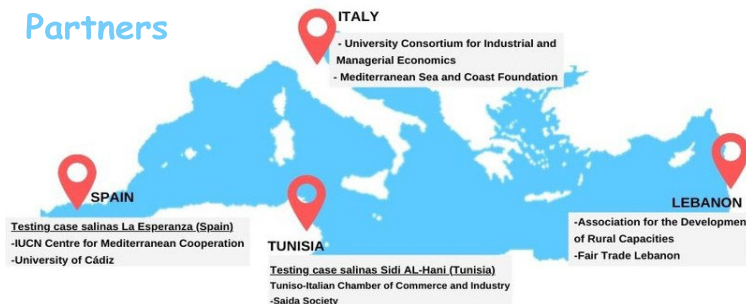 Partners
ITALY
- University Consortium for Industrial and
Managerial Economics
- Mediterranean Sea and Coast Foundation
SPAIN
Testing case salinas La Esperanza (Spain)
-IUCN Centre for Mediterranean Cooperation
-University of Cádiz
TUNISIA
Testing case salinas Sidi AL-Hani (Tunisia)
Tuniso-Italian Chamber of Commerce and Industry
-Saida Society
LEBANON
-Association for the Developmen
of Rural Capacities
-Fair Trade Lebanon